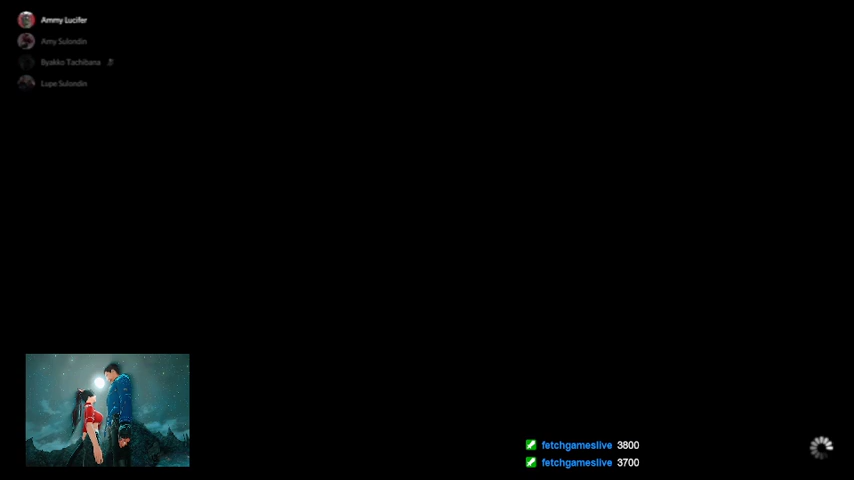 Ammy Lucifer
Amy Sulondin
Byakko Tachibana
Lupe Sulondin
fetchgameslive 3800
fetchgameslive 3700